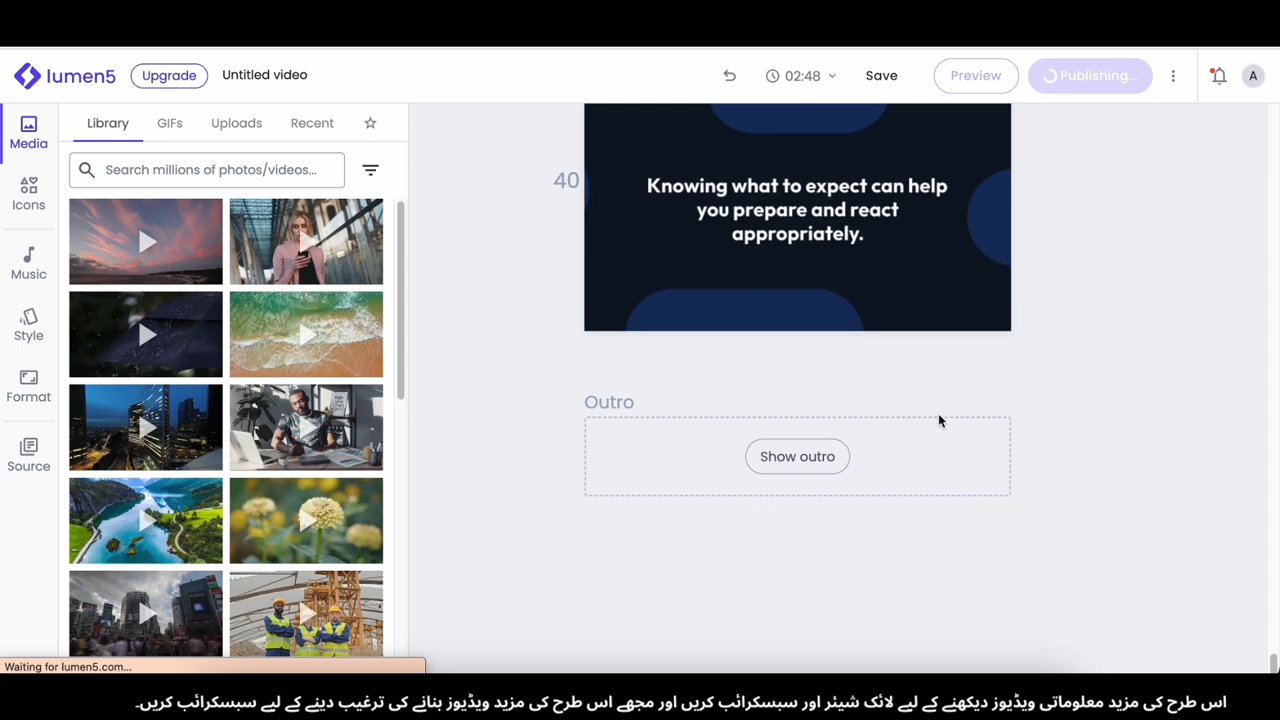 lumen5
Upgrade
Untitled video
02:48
Save
Preview
Publishing...
A
Media
Icons
Music
Style
Format
Source
Library
GIFs
Uploads
Recent
Search millions of photos/videos...
40
Knowing what to expect can help
you prepare and react
appropriately.
Outro
Show outro
Waiting for lumen5.com...
اس طرح کی مزید معلوماتی ویڈیوز دیکھنے کے لیے لائک شیئر اور سبسکرائب کریں اور مجھے اس طرح کی مزید ویڈیوز بنانے کی ترغیب دینے کے لیے سبسکرائب کریں۔